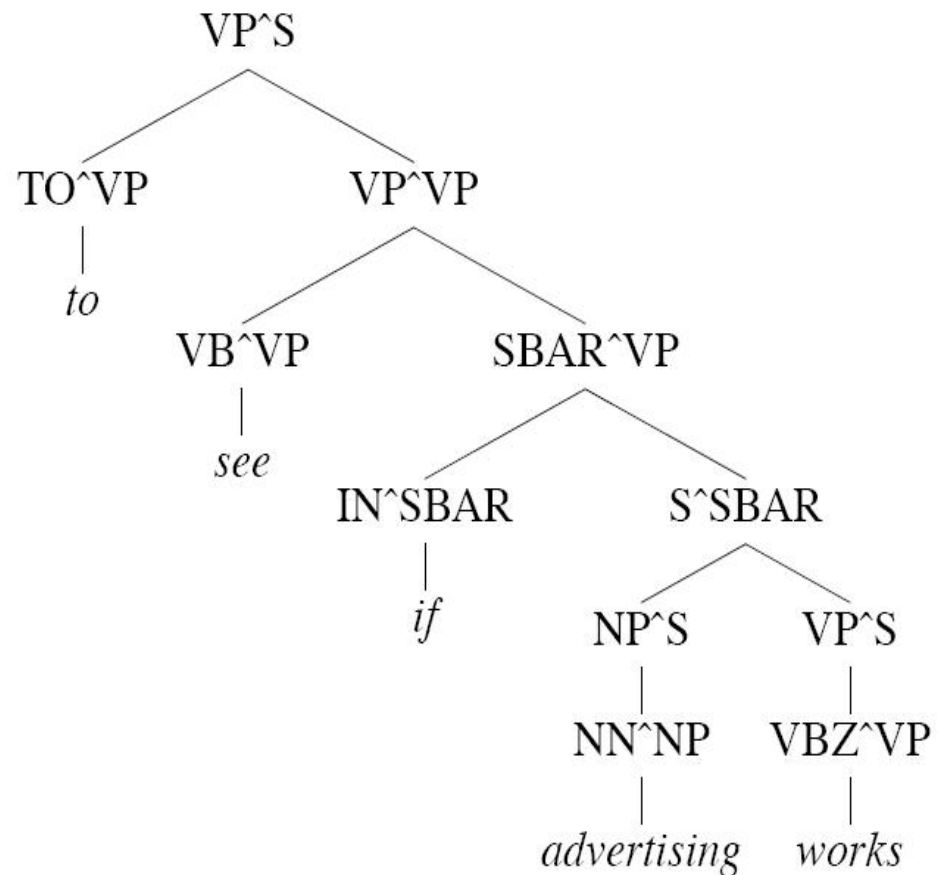 VP^S
TO^VP VP^VP
to
VB^VP SBAR^VP
see
IN^SBAR S^SBAR
if
NP^S VP^S
NN^NP VBZ^VP
advertising works